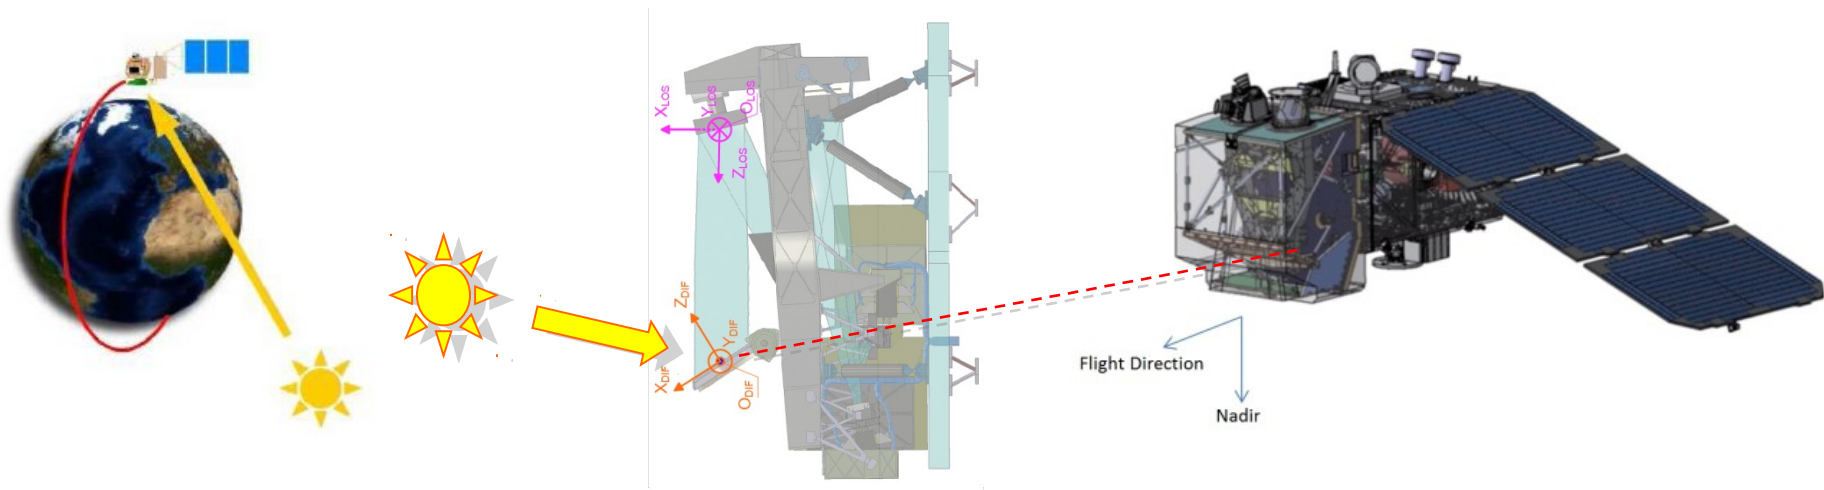 X_LOS
Y_LOS
O_LOS
Z_LOS
Z_DIF
Y_DIF
X_DIF
O_DIF
Flight Direction
Nadir